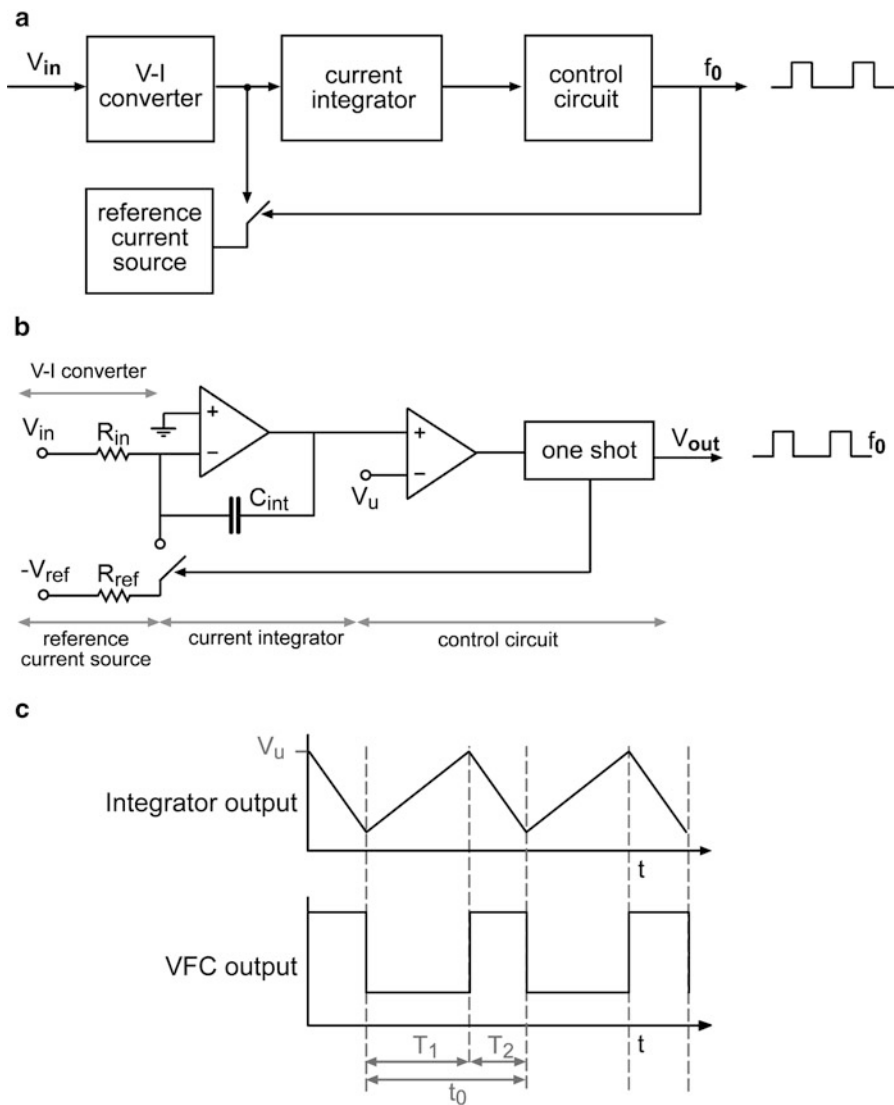 a
V_in
V-I converter
current integrator
control circuit
f_0
reference current source
b
V-I converter
V_in
R_in
+
−
C_int
-V_ref
R_ref
+
−
V_u
one shot
V_out
f_0
reference current source
current integrator
control circuit
c
V_u
Integrator output
t
VFC output
t
T_1
T_2
t_0